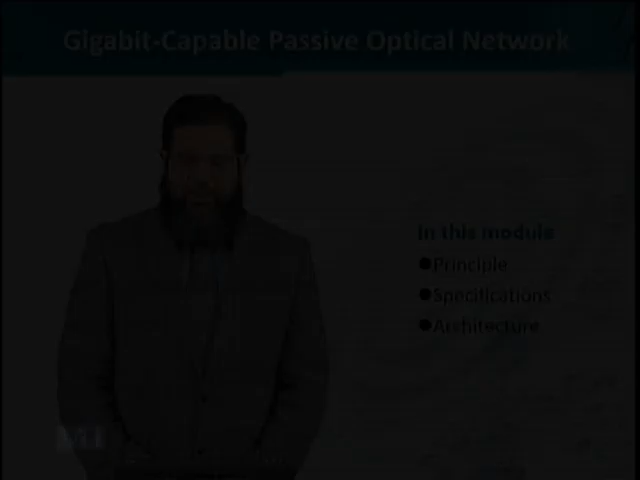 Gigabit-Capable Passive Optical Network
In this module
●Principle
●Specifications
●Architecture